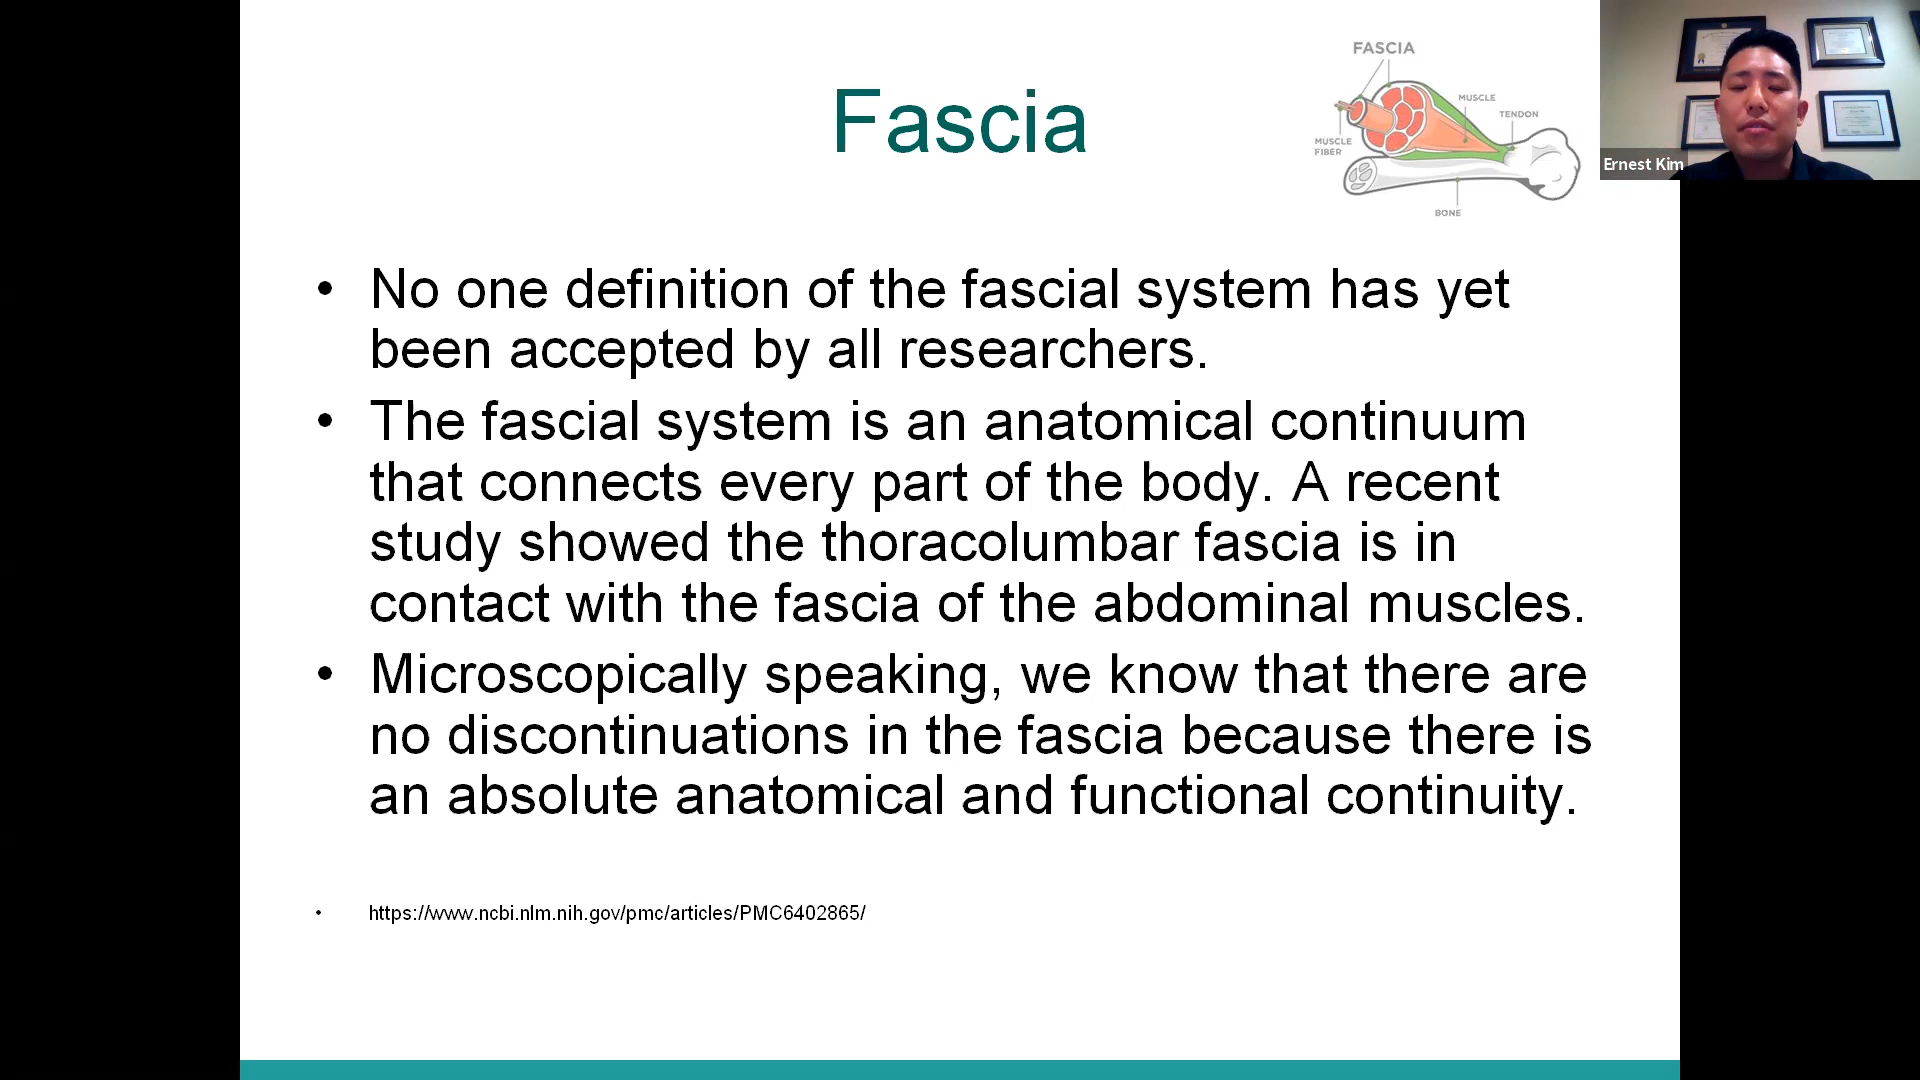 Fascia
FASCIA
MUSCLE
TENDON
MUSCLE
FIBER
BONE
Ernest Kim
• No one definition of the fascial system has yet
been accepted by all researchers.
• The fascial system is an anatomical continuum
that connects every part of the body. A recent
study showed the thoracolumbar fascia is in
contact with the fascia of the abdominal muscles.
• Microscopically speaking, we know that there are
no discontinuations in the fascia because there is
an absolute anatomical and functional continuity.
• https://www.ncbi.nlm.nih.gov/pmc/articles/PMC6402865/